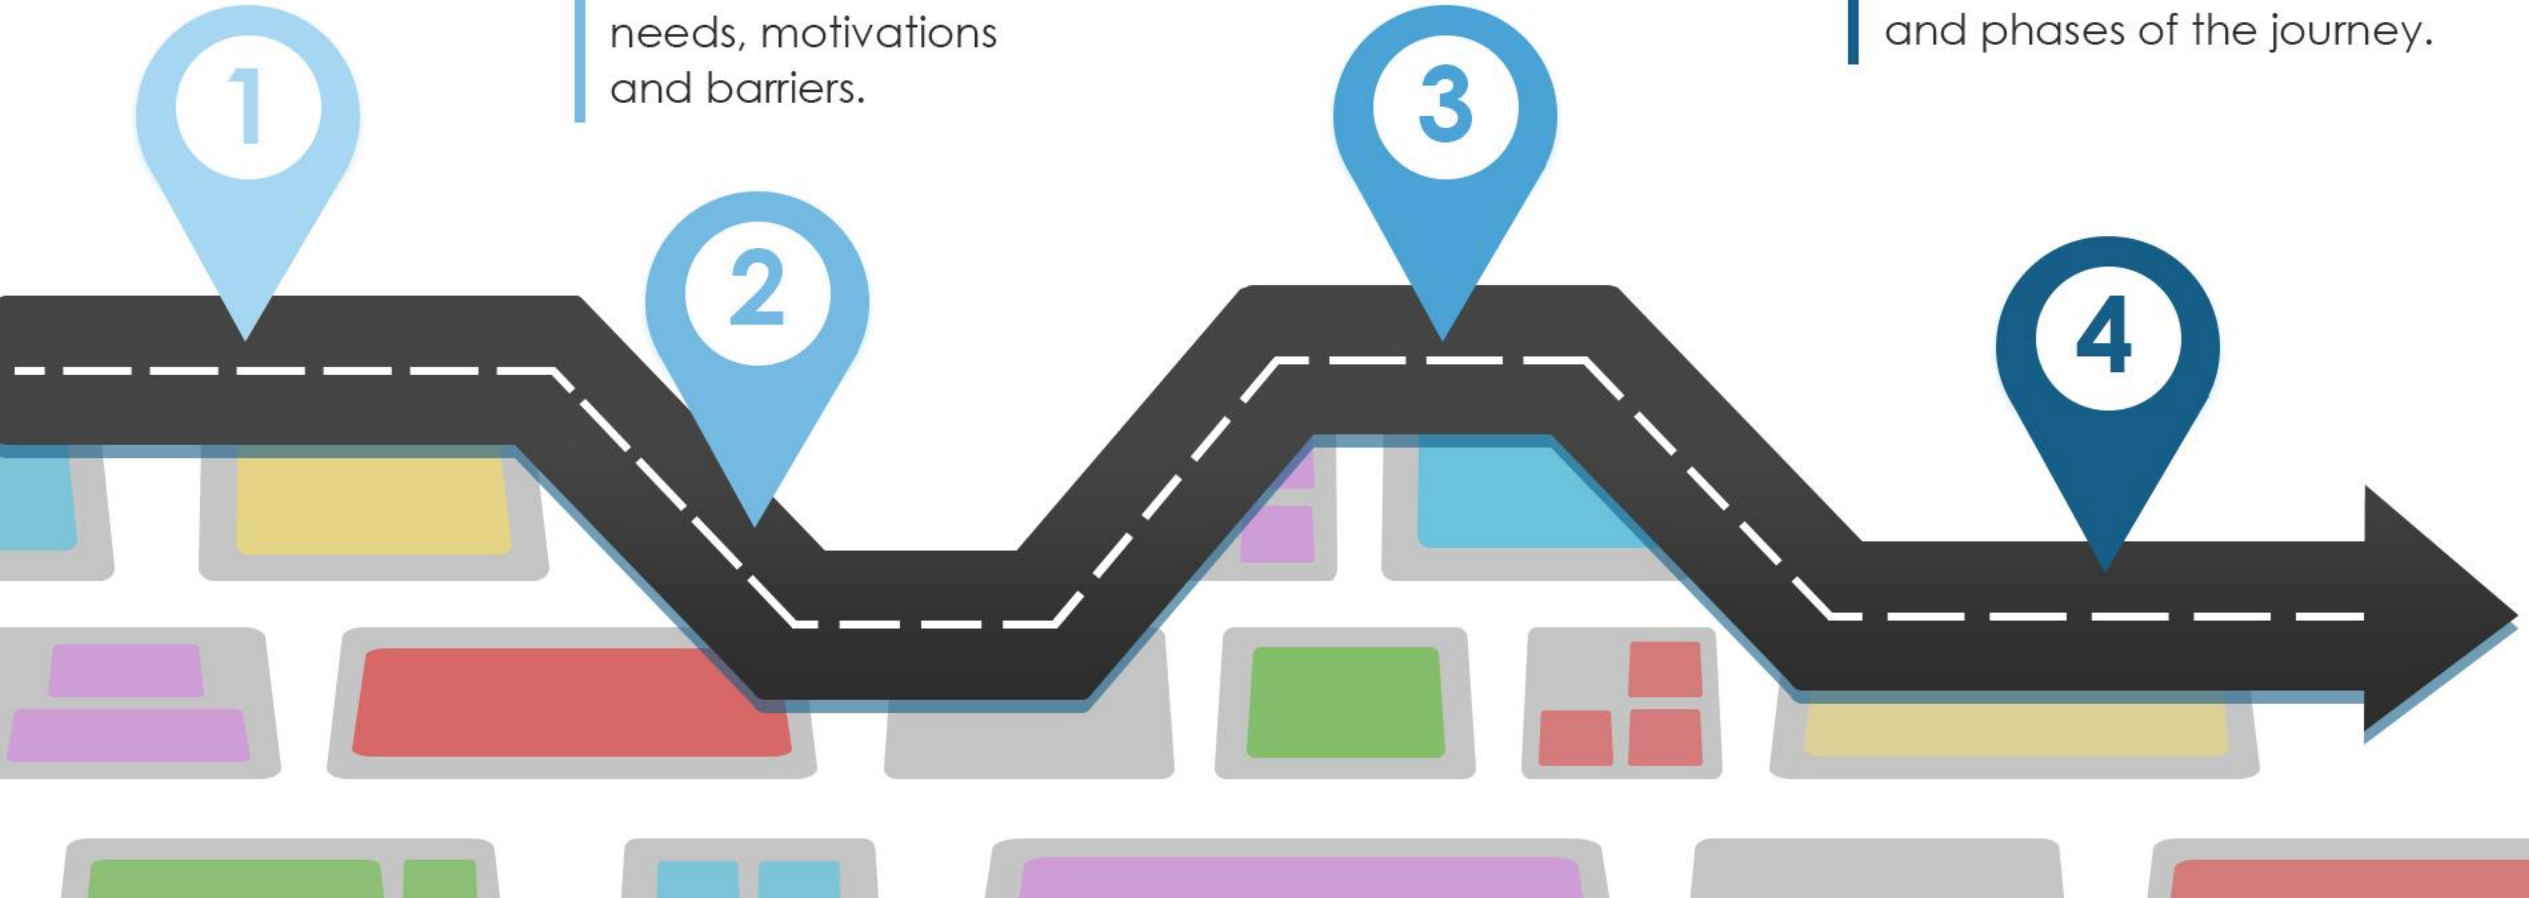 needs, motivations
and barriers.
and phases of the journey.
1
2
3
4